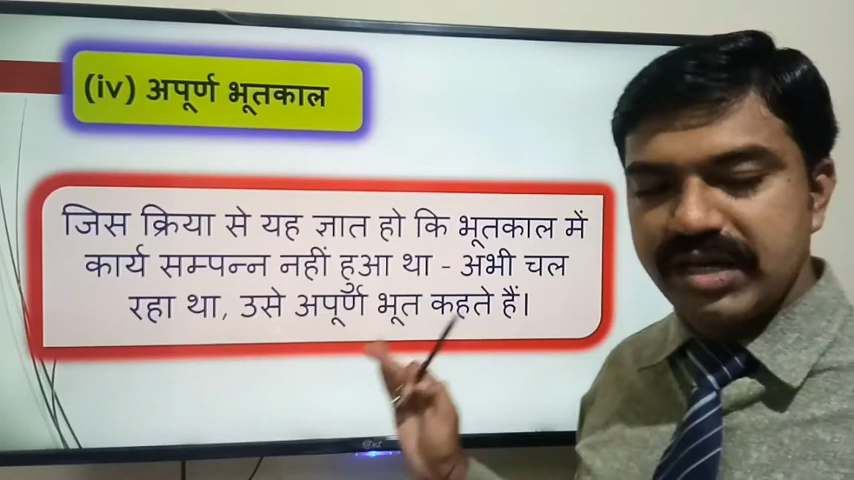 (iv) अपूर्ण भूतकाल
जिस क्रिया से यह ज्ञात हो कि भूतकाल में
कार्य सम्पन्न नहीं हुआ था - अभी चल
रहा था, उसे अपूर्ण भूत कहते हैं।